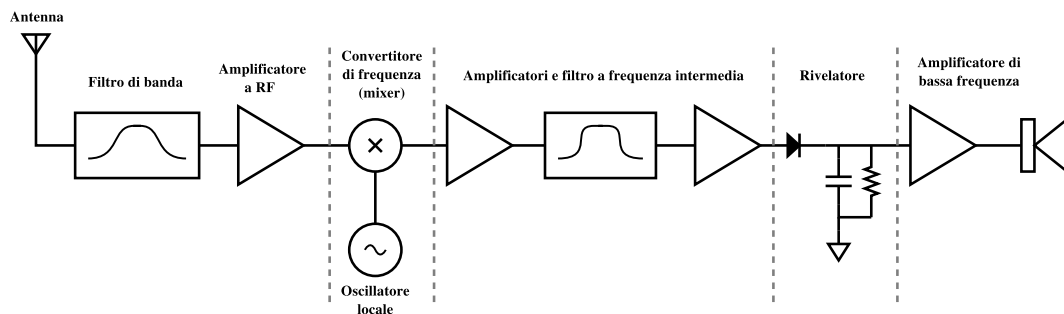 Antenna
Filtro di banda
Amplificatore
a RF
Convertitore
di frequenza
(mixer)
Oscillatore
locale
Amplificatori e filtro a frequenza intermedia
Rivelatore
Amplificatore di
bassa frequenza